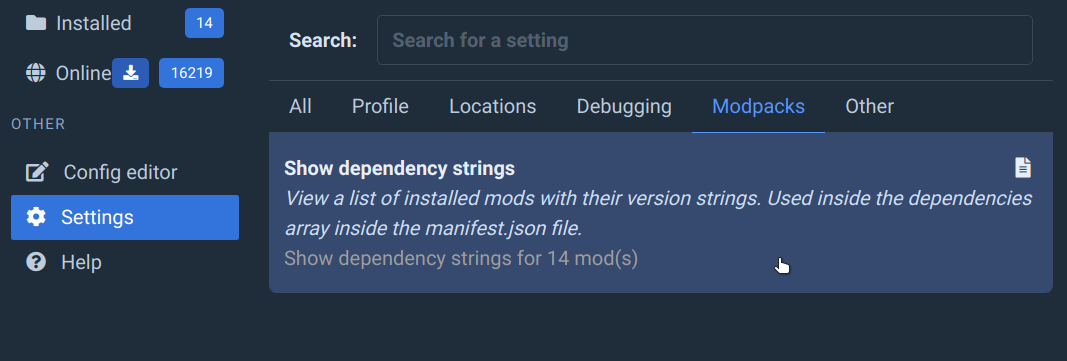 Installed 14
Online 16219
OTHER
Config editor
Settings
Help
Search: Search for a setting
All Profile Locations Debugging Modpacks Other
Show dependency strings
View a list of installed mods with their version strings. Used inside the dependencies
array inside the manifest.json file.
Show dependency strings for 14 mod(s)